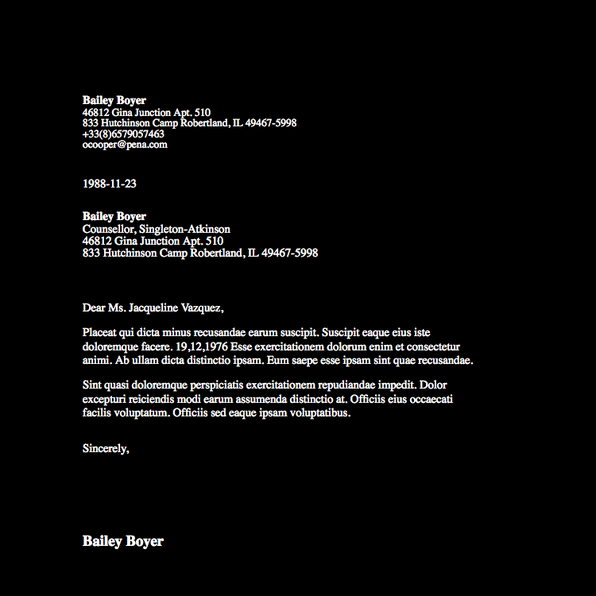 Bailey Boyer
46812 Gina Junction Apt. 510
833 Hutchinson Camp Robertland, IL 49467-5998
+33(8)6579057463
ocooper@pena.com
1988-11-23
Bailey Boyer
Counsellor, Singleton-Atkinson
46812 Gina Junction Apt. 510
833 Hutchinson Camp Robertland, IL 49467-5998
Dear Ms. Jacqueline Vazquez,
Placeat qui dicta minus recusandae earum suscipit. Suscipit eaque eius iste
doloremque facere. 19,12,1976 Esse exercitationem dolorum enim et consectetur
animi. Ab ullam dicta distinctio ipsam. Eum saepe esse ipsam sint quae recusandae.
Sint quasi doloremque perspiciatis exercitationem repudiandae impedit. Dolor
excepturi reiciendis modi earum assumenda distinctio at. Officiis eius occaecati
facilis voluptatum. Officiis sed eaque ipsam voluptatibus.
Sincerely,
Bailey Boyer